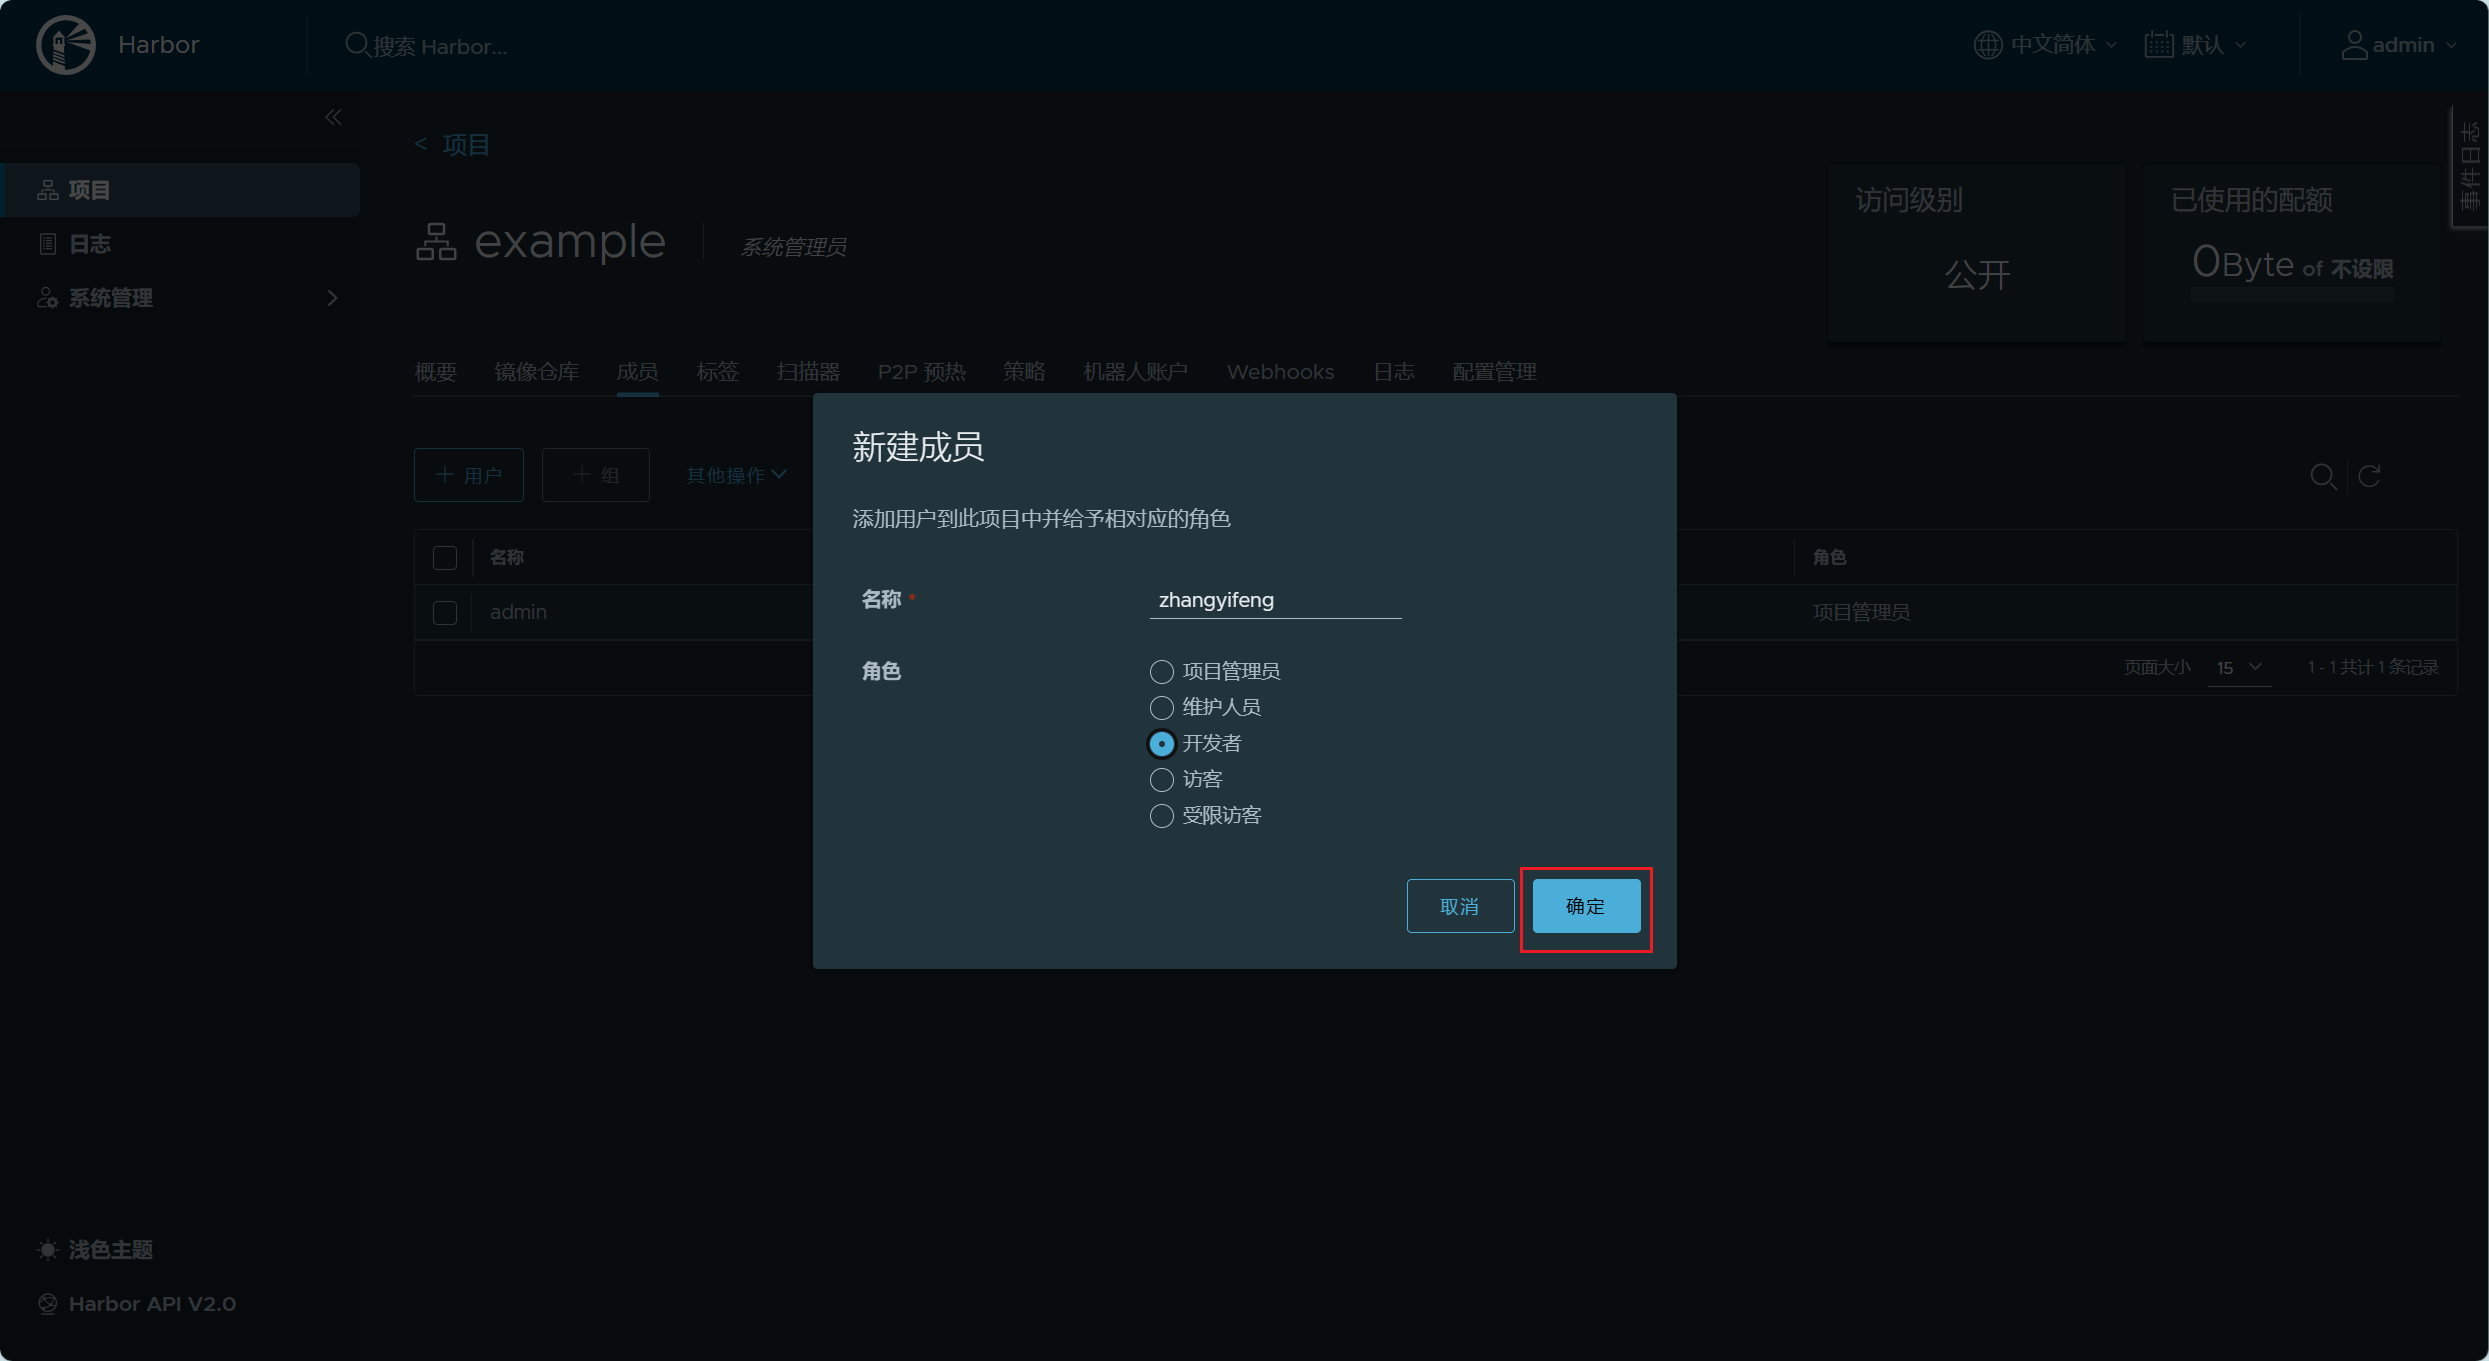 Harbor
搜索 Harbor...
中文简体
默认
admin
项目
日志
系统管理
浅色主题
Harbor API V2.0
< 项目
example
系统管理员
访问级别
公开
已使用的配额
0Byte of 不设限
事件日志
概要 镜像仓库 成员 标签 扫描器 P2P 预热 策略 机器人账户 Webhooks 日志 配置管理
+ 用户
+ 组
其他操作
名称
角色
admin
项目管理员
页面大小 15 1 - 1 共计 1 条记录
新建成员
添加用户到此项目中并给予相对应的角色
名称 * zhangyifeng
角色
项目管理员
维护人员
开发者
访客
受限访客
取消
确定